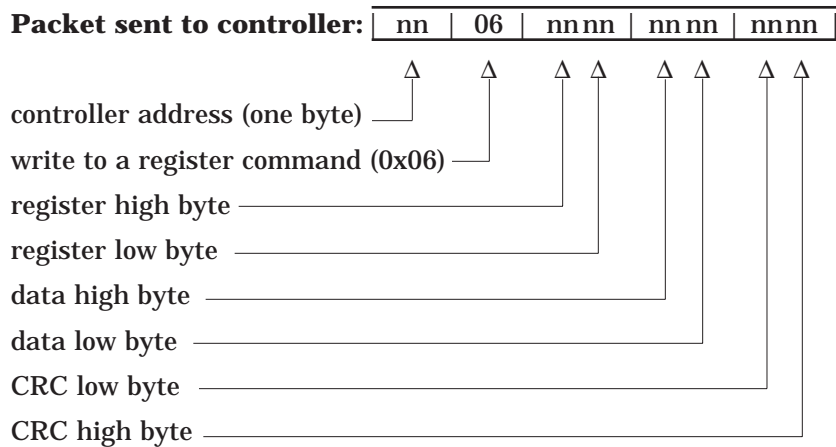 Packet sent to controller: | nn | 06 | nnnn | nnnn | nnnn |
Δ Δ Δ Δ Δ Δ Δ Δ
controller address (one byte)
write to a register command (0x06)
register high byte
register low byte
data high byte
data low byte
CRC low byte
CRC high byte